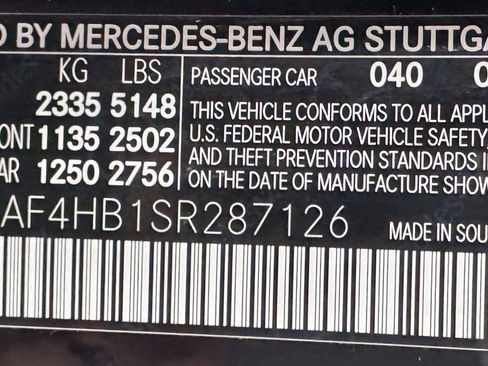 D BY MERCEDES-BENZ AG STUTTGA
KG LBS PASSENGER CAR 040 0
2335 5148 THIS VEHICLE CONFORMS TO ALL APPL
ONT 1135 2502 U.S. FEDERAL MOTOR VEHICLE SAFETY,
AR 1250 2756 AND THEFT PREVENTION STANDARDS I
ON THE DATE OF MANUFACTURE SHOW
AF4HB1SR287126 MADE IN SOU